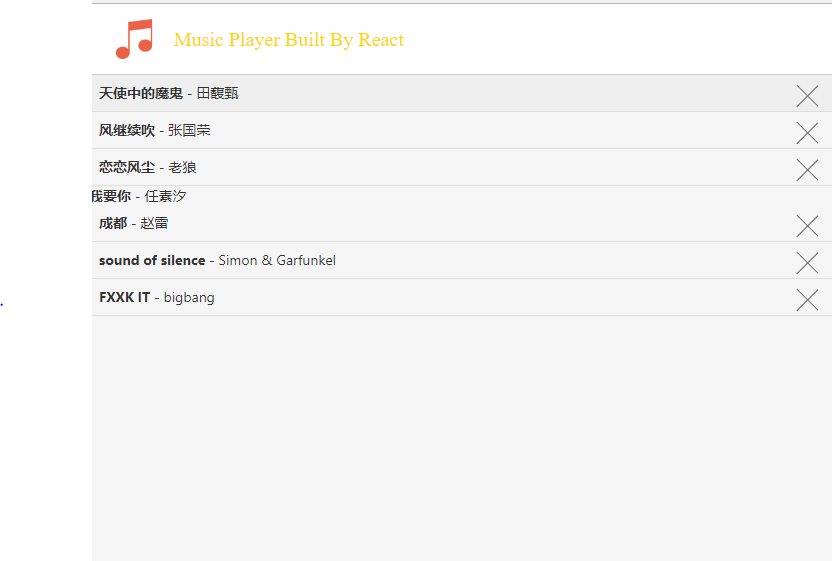 Music Player Built By React
天使中的魔鬼 - 田馥甄
风继续吹 - 张国荣
恋恋风尘 - 老狼
我要你 - 任素汐
成都 - 赵雷
sound of silence - Simon & Garfunkel
FXXK IT - bigbang